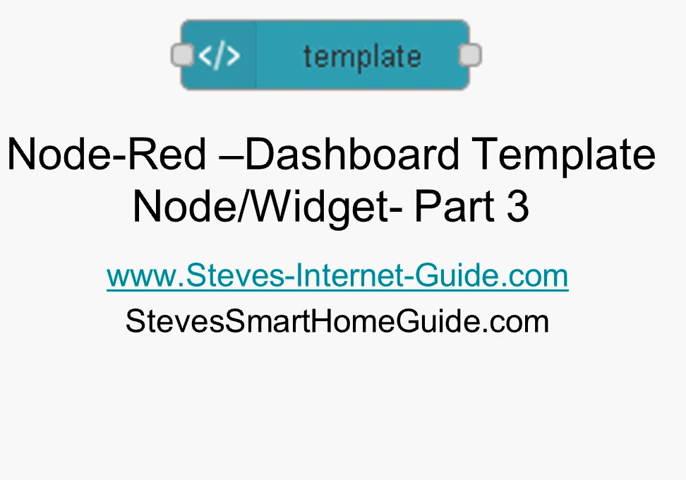 </> template
Node-Red –Dashboard Template
Node/Widget- Part 3
www.Steves-Internet-Guide.com
StevesSmartHomeGuide.com